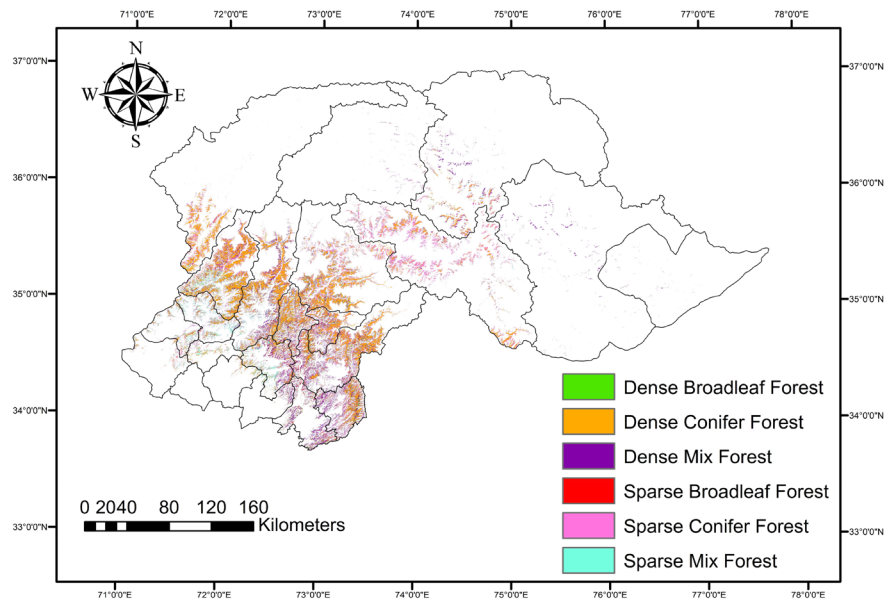 71°0'0"E 72°0'0"E 73°0'0"E 74°0'0"E 75°0'0"E 76°0'0"E 77°0'0"E 78°0'0"E
37°0'0"N 37°0'0"N
N
W E
S
36°0'0"N 36°0'0"N
35°0'0"N 35°0'0"N
34°0'0"N 34°0'0"N
33°0'0"N 33°0'0"N
Dense Broadleaf Forest
Dense Conifer Forest
Dense Mix Forest
Sparse Broadleaf Forest
Sparse Conifer Forest
Sparse Mix Forest
0 20 40 80 120 160
Kilometers
71°0'0"E 72°0'0"E 73°0'0"E 74°0'0"E 75°0'0"E 76°0'0"E 77°0'0"E 78°0'0"E